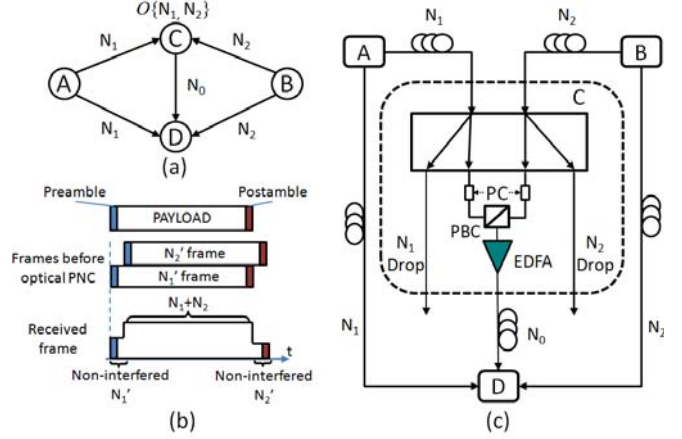 O{N₁, N₂}
N₁
C
N₂
A
N₀
B
N₁
D
N₂
(a)
Preamble
Postamble
PAYLOAD
Frames before
optical PNC
N₂' frame
N₁' frame
N₁+N₂
Received
frame
t
Non-interfered
N₁'
Non-interfered
N₂'
(b)
N₁
N₂
A
B
C
PC
PBC
N₁
Drop
EDFA
N₂
Drop
N₁
N₀
N₂
D
(c)